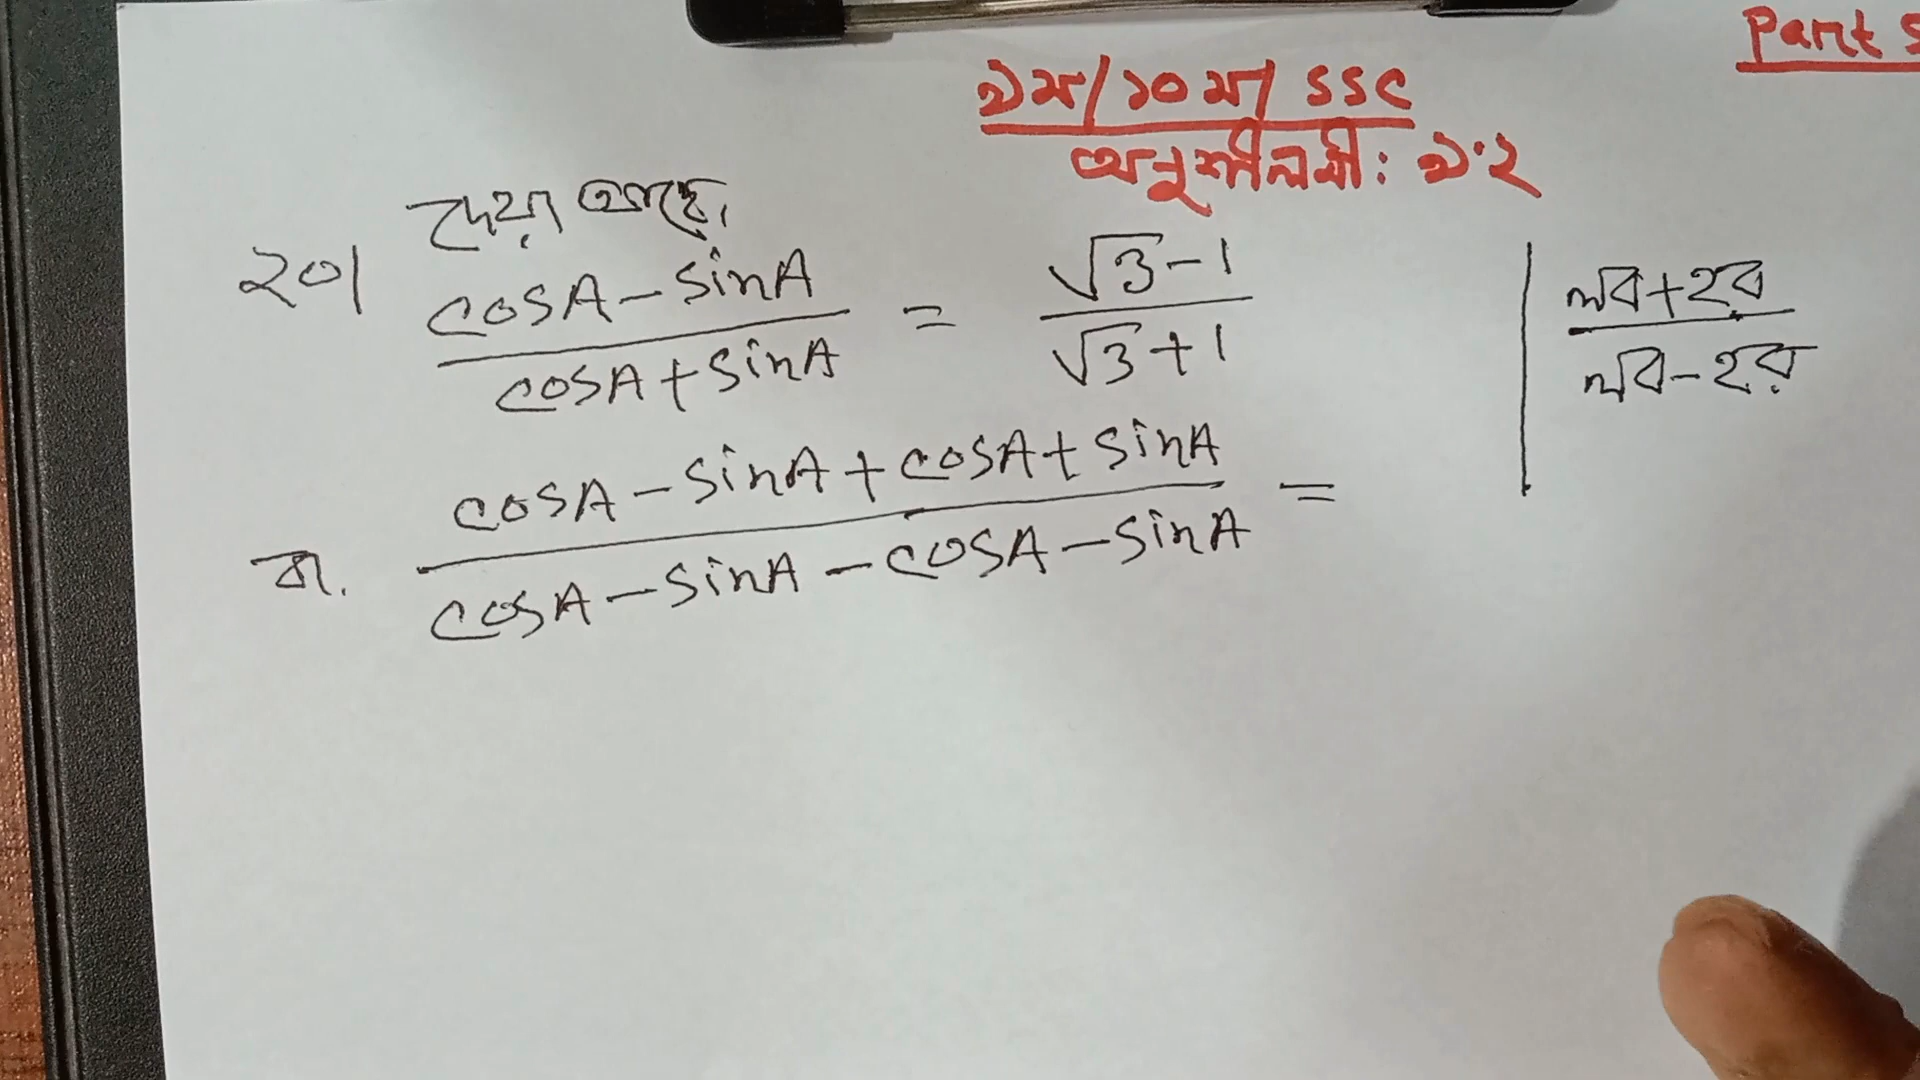 Part
৯ম/১০ম/SSC
অনুশীলনী: ৯.২
দেয়া আছে,
২০। cosA-sinA / cosA+sinA = √3-1 / √3+1
লব+হর / লব-হর
বা. cosA-sinA+cosA+sinA / cosA-sinA-cosA-sinA =